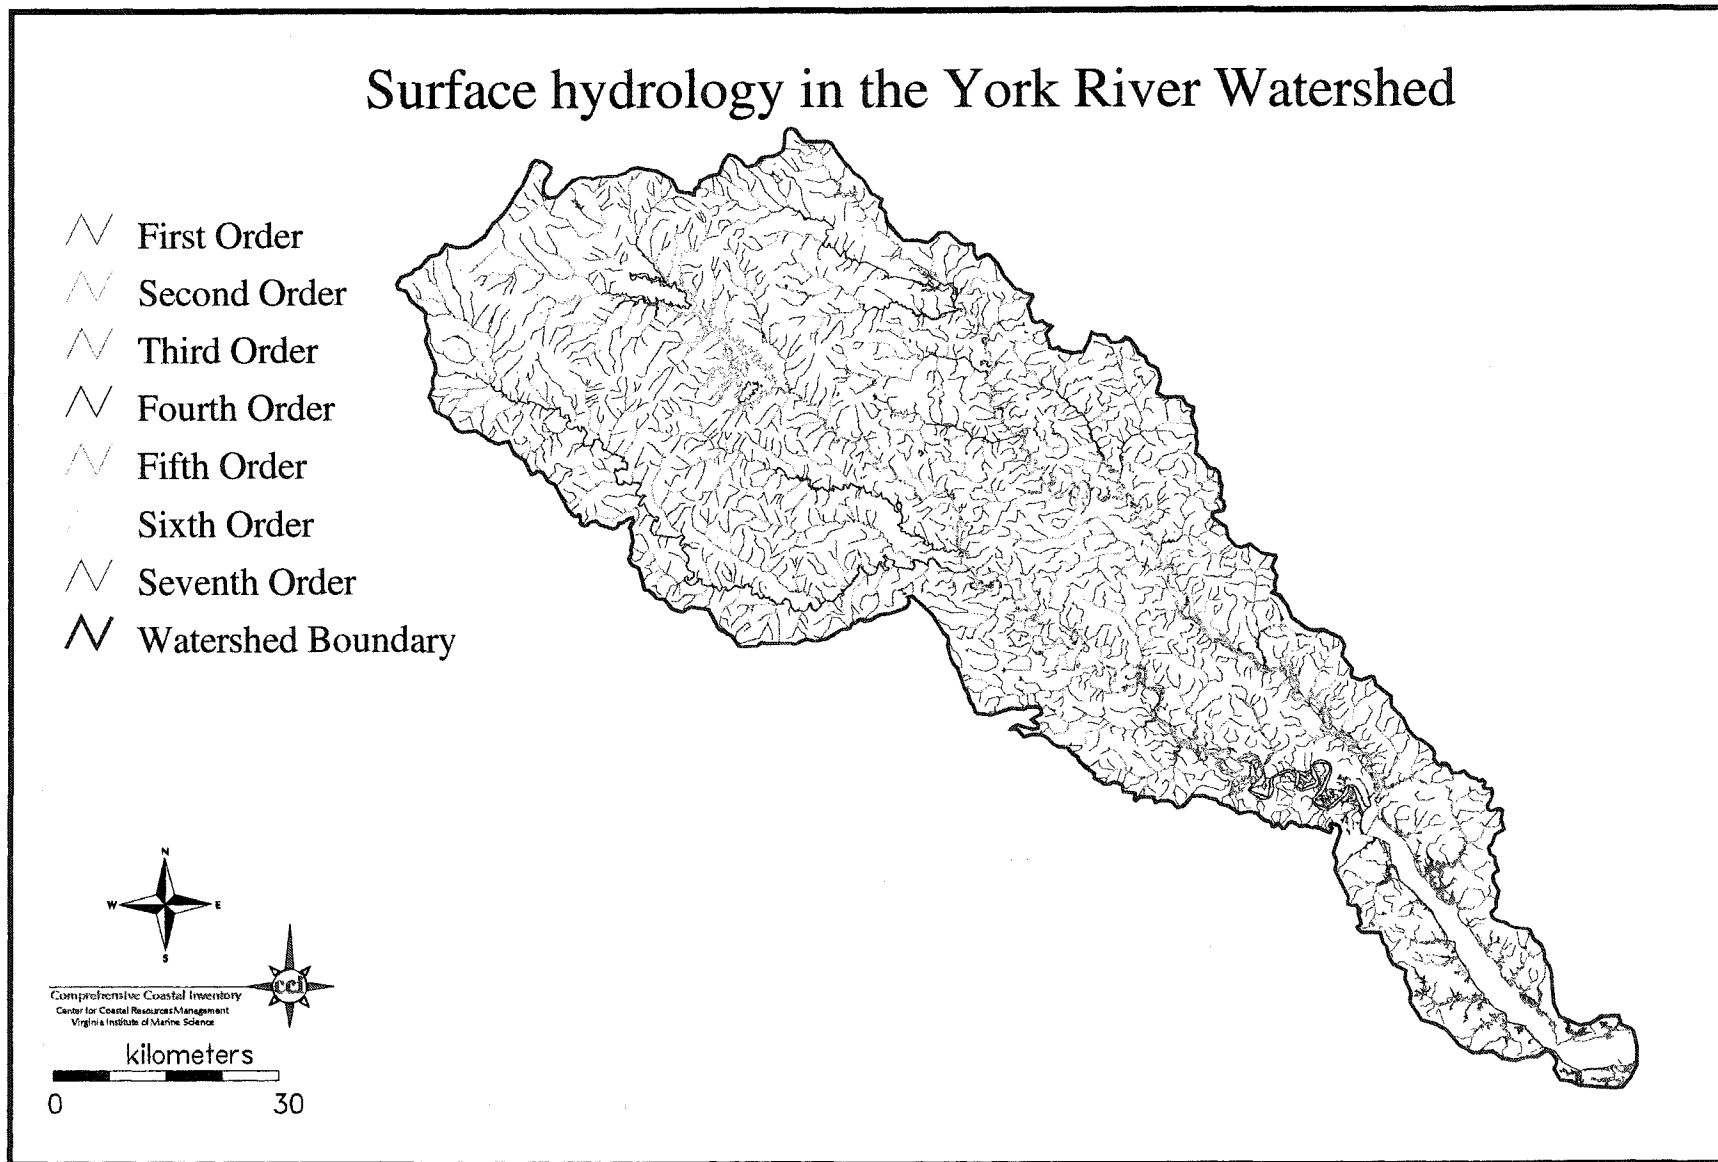 Surface hydrology in the York River Watershed
First Order
Second Order
Third Order
Fourth Order
Fifth Order
Sixth Order
Seventh Order
Watershed Boundary
N
W E
S
cci
Comprehensive Coastal Inventory
Center for Coastal Resources Management
Virginia Institute of Marine Science
kilometers
0 30